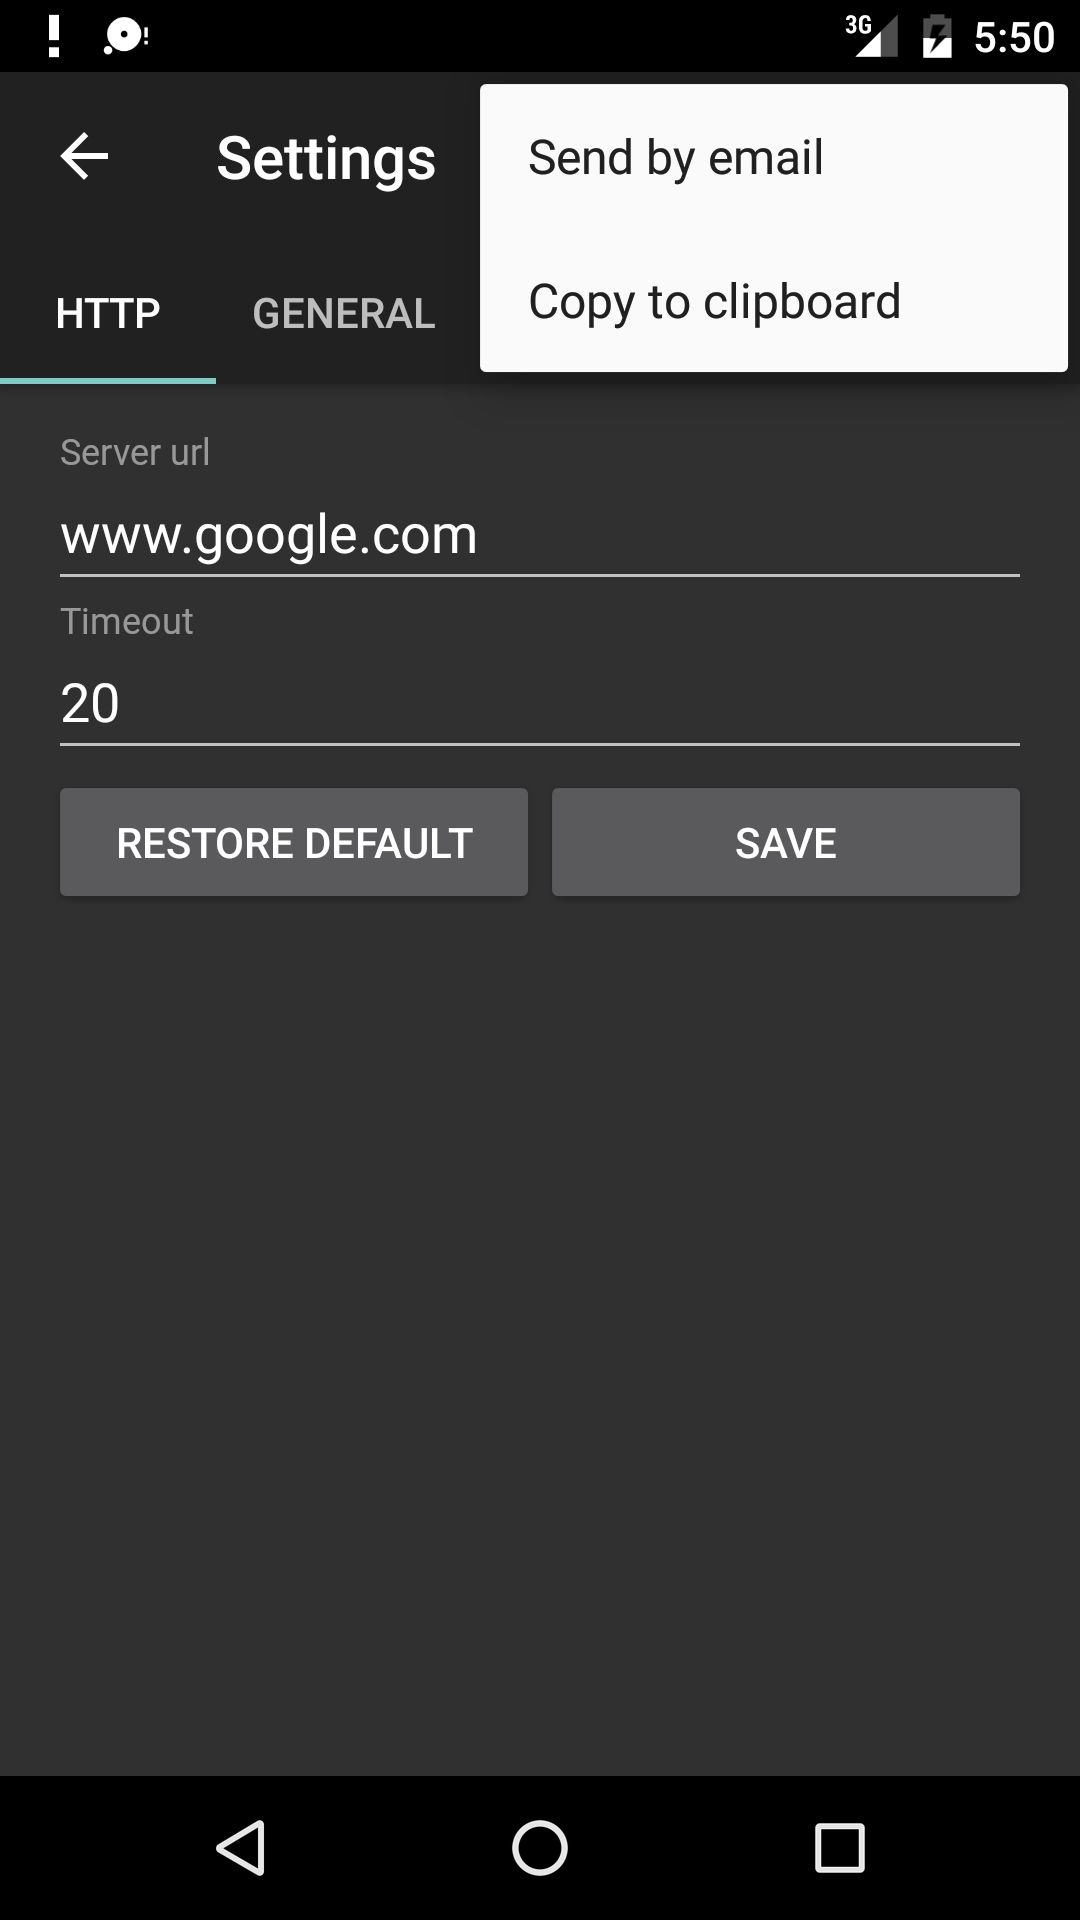 3G 5:50
Settings
Send by email
Copy to clipboard
HTTP GENERAL
Server url
www.google.com
Timeout
20
RESTORE DEFAULT SAVE